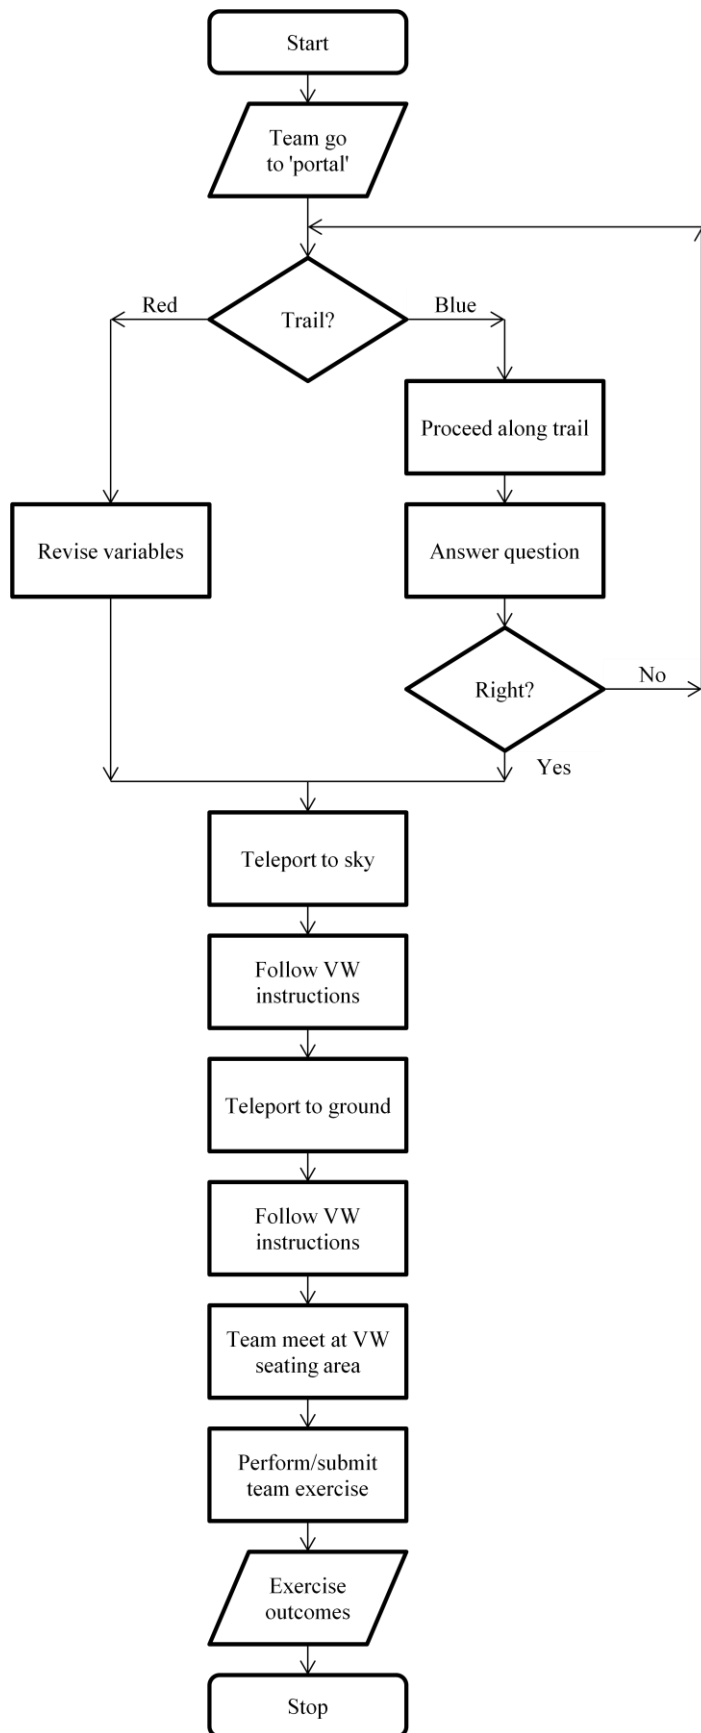 Start
Team go
to 'portal'
Trail?
Red
Blue
Proceed along trail
Revise variables
Answer question
Right?
No
Yes
Teleport to sky
Follow VW
instructions
Teleport to ground
Follow VW
instructions
Team meet at VW
seating area
Perform/submit
team exercise
Exercise
outcomes
Stop